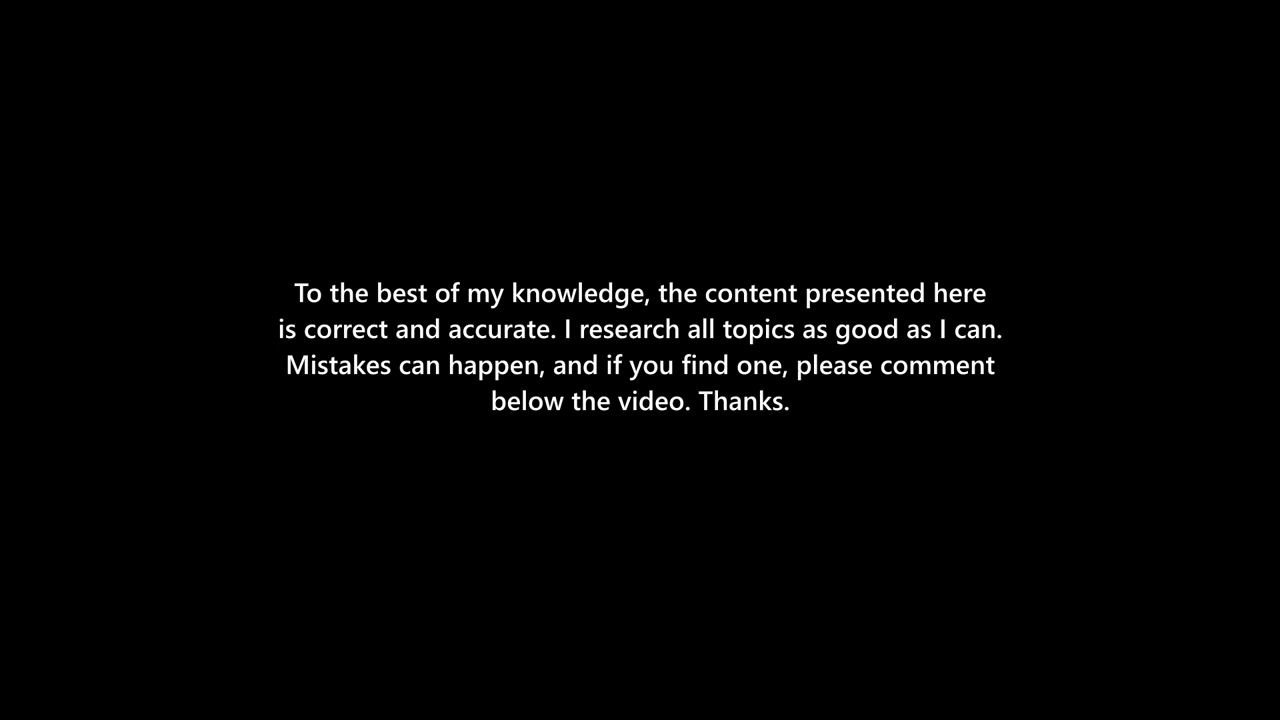 To the best of my knowledge, the content presented here
is correct and accurate. I research all topics as good as I can.
Mistakes can happen, and if you find one, please comment
below the video. Thanks.